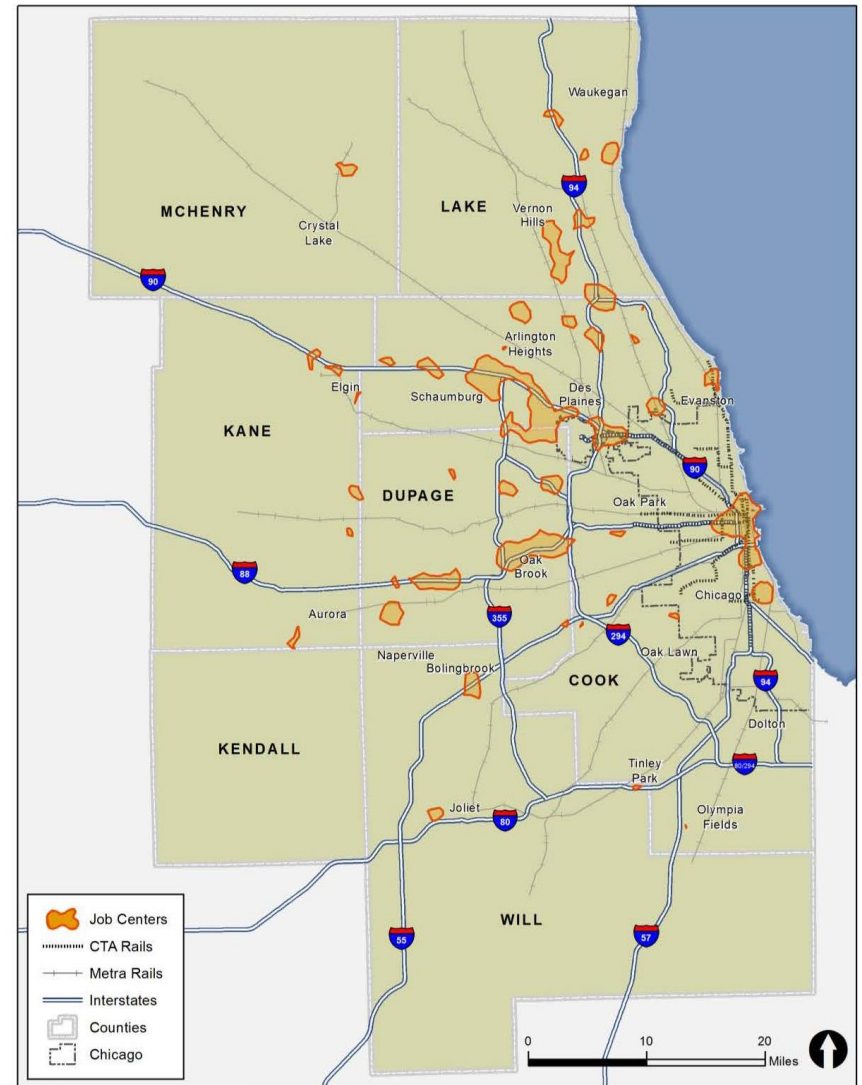 Waukegan
94
MCHENRY
LAKE
Vernon
Hills
Crystal
Lake
90
Arlington
Heights
Elgin
Schaumburg
Des
Plaines
Evanston
KANE
90
DUPAGE
Oak Park
Oak
Brook
88
Chicago
Aurora
355
294
Naperville
Oak Lawn
Bolingbrook
COOK
94
Dolton
KENDALL
Tinley
Park
80/294
Joliet
80
Olympia
Fields
WILL
55
57
Job Centers
CTA Rails
Metra Rails
Interstates
Counties
Chicago
0 10 20
Miles